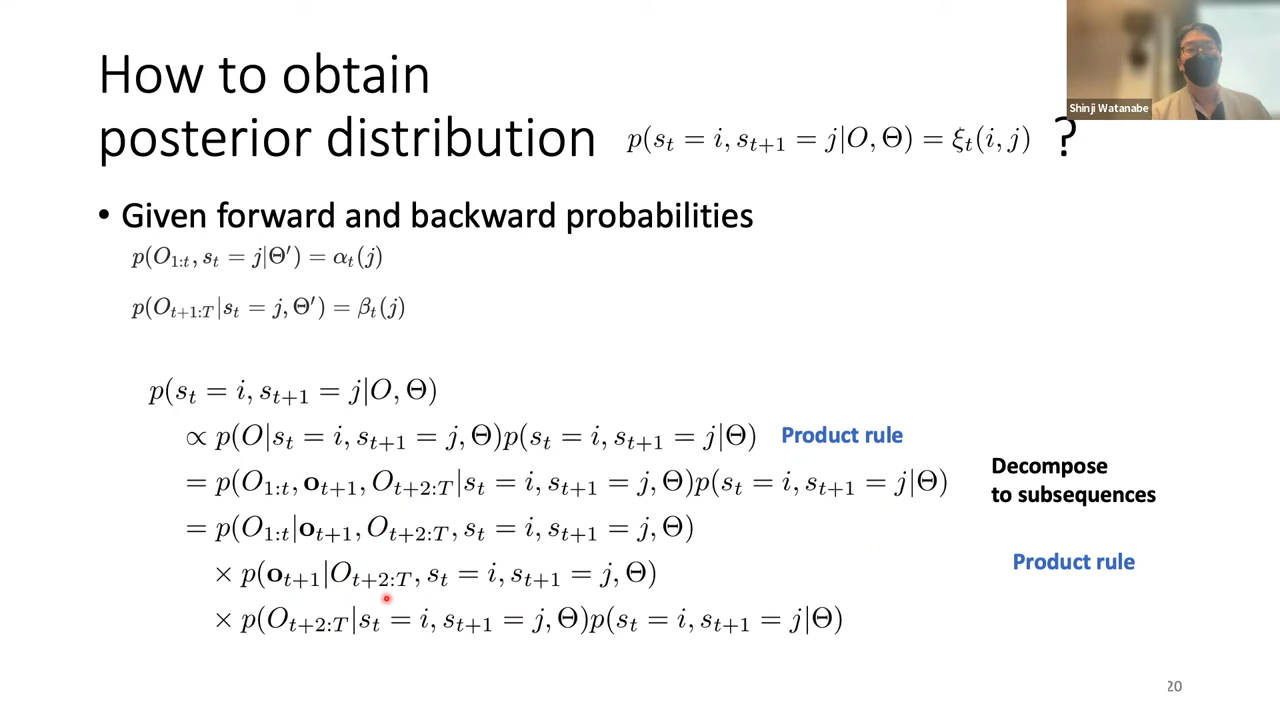 How to obtain
posterior distribution p(s_t = i, s_{t+1} = j|O, Θ) = ξ_t(i, j) ?
Shinji Watanabe
• Given forward and backward probabilities
p(O_{1:t}, s_t = j|Θ′) = α_t(j)
p(O_{t+1:T}|s_t = j, Θ′) = β_t(j)
p(s_t = i, s_{t+1} = j|O, Θ)
∝ p(O|s_t = i, s_{t+1} = j, Θ)p(s_t = i, s_{t+1} = j|Θ) Product rule
= p(O_{1:t}, o_{t+1}, O_{t+2:T}|s_t = i, s_{t+1} = j, Θ)p(s_t = i, s_{t+1} = j|Θ)
Decompose
to subsequences
= p(O_{1:t}|o_{t+1}, O_{t+2:T}, s_t = i, s_{t+1} = j, Θ)
Product rule
× p(o_{t+1}|O_{t+2:T}, s_t = i, s_{t+1} = j, Θ)
× p(O_{t+2:T}|s_t = i, s_{t+1} = j, Θ)p(s_t = i, s_{t+1} = j|Θ)
20